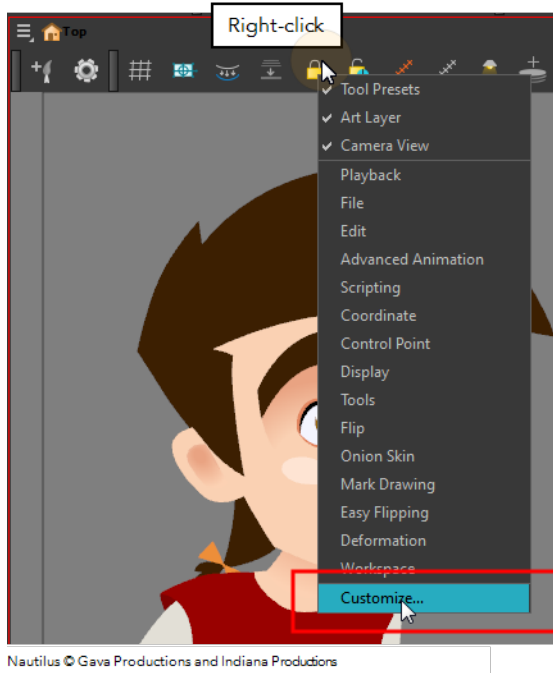 Right-click
Top
Tool Presets
Art Layer
Camera View
Playback
File
Edit
Advanced Animation
Scripting
Coordinate
Control Point
Display
Tools
Flip
Onion Skin
Mark Drawing
Easy Flipping
Deformation
Workspace
Customize...
Nautilus © Gava Productions and Indiana Productions